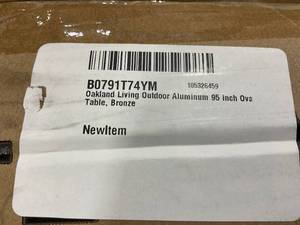 B0791T74YM 105326459
Oakland Living Outdoor Aluminum 95 inch Ova
Table, Bronze
NewItem